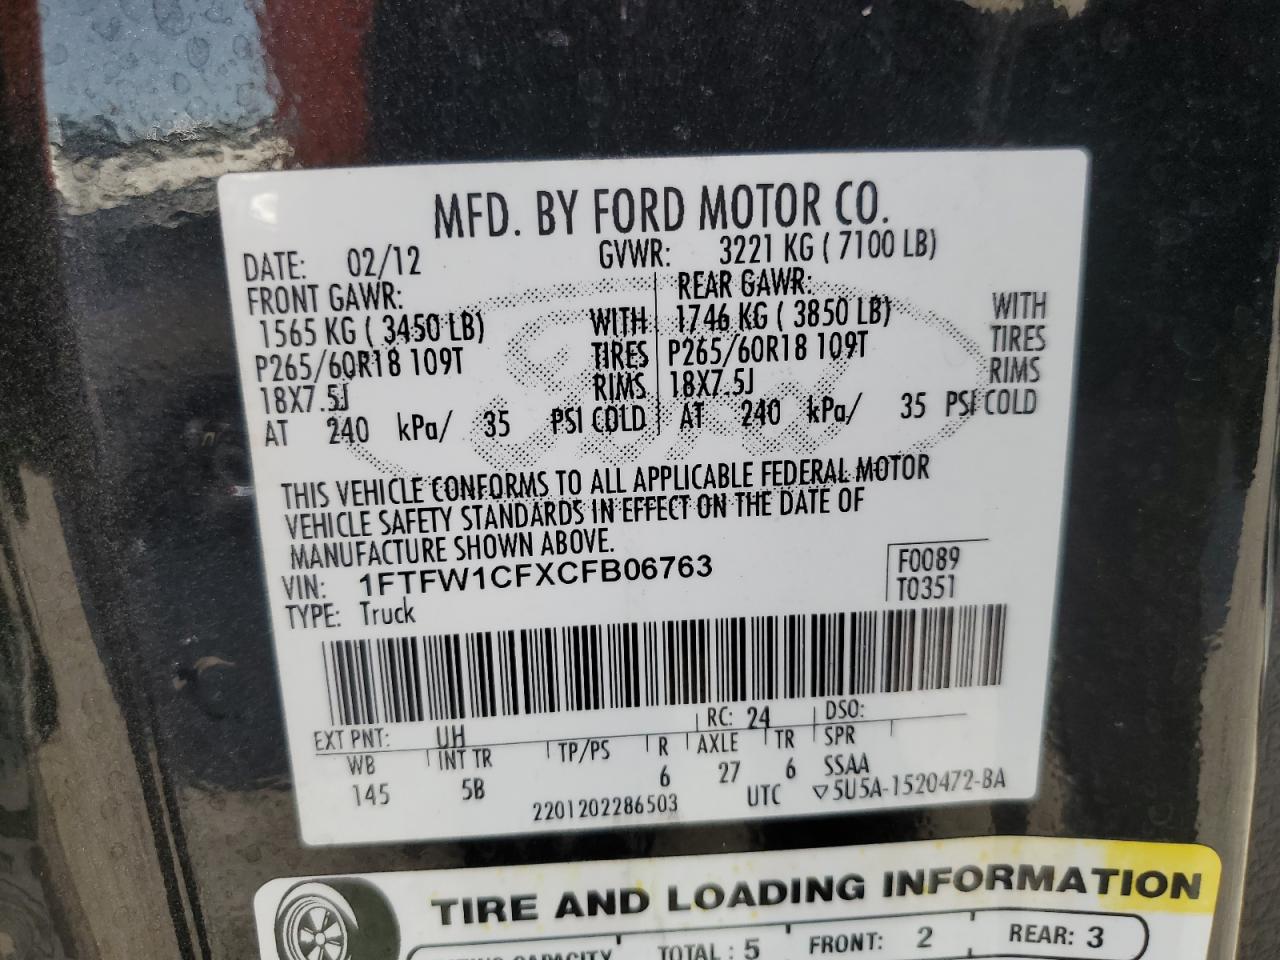 MFD. BY FORD MOTOR CO.
DATE: 02/12 GVWR: 3221 KG ( 7100 LB)
FRONT GAWR: REAR GAWR:
1565 KG ( 3450 LB) WITH 1746 KG ( 3850 LB) WITH
P265/60R18 109T TIRES P265/60R18 109T TIRES
18X7.5J RIMS 18X7.5J RIMS
AT 240 kPa/ 35 PSI COLD AT 240 kPa/ 35 PSI COLD
THIS VEHICLE CONFORMS TO ALL APPLICABLE FEDERAL MOTOR
VEHICLE SAFETY STANDARDS IN EFFECT ON THE DATE OF
MANUFACTURE SHOWN ABOVE.
VIN: 1FTFW1CFXCFB06763 F0089
TYPE: Truck T0351
EXT PNT: UH RC: 24 DSO:
WB INT TR TP/PS R AXLE TR SPR
145 5B 6 27 6 SSAA
2201202286503 UTC ▽5U5A-1520472-BA
TIRE AND LOADING INFORMATION
CAPACITY TOTAL : 5 FRONT: 2 REAR: 3